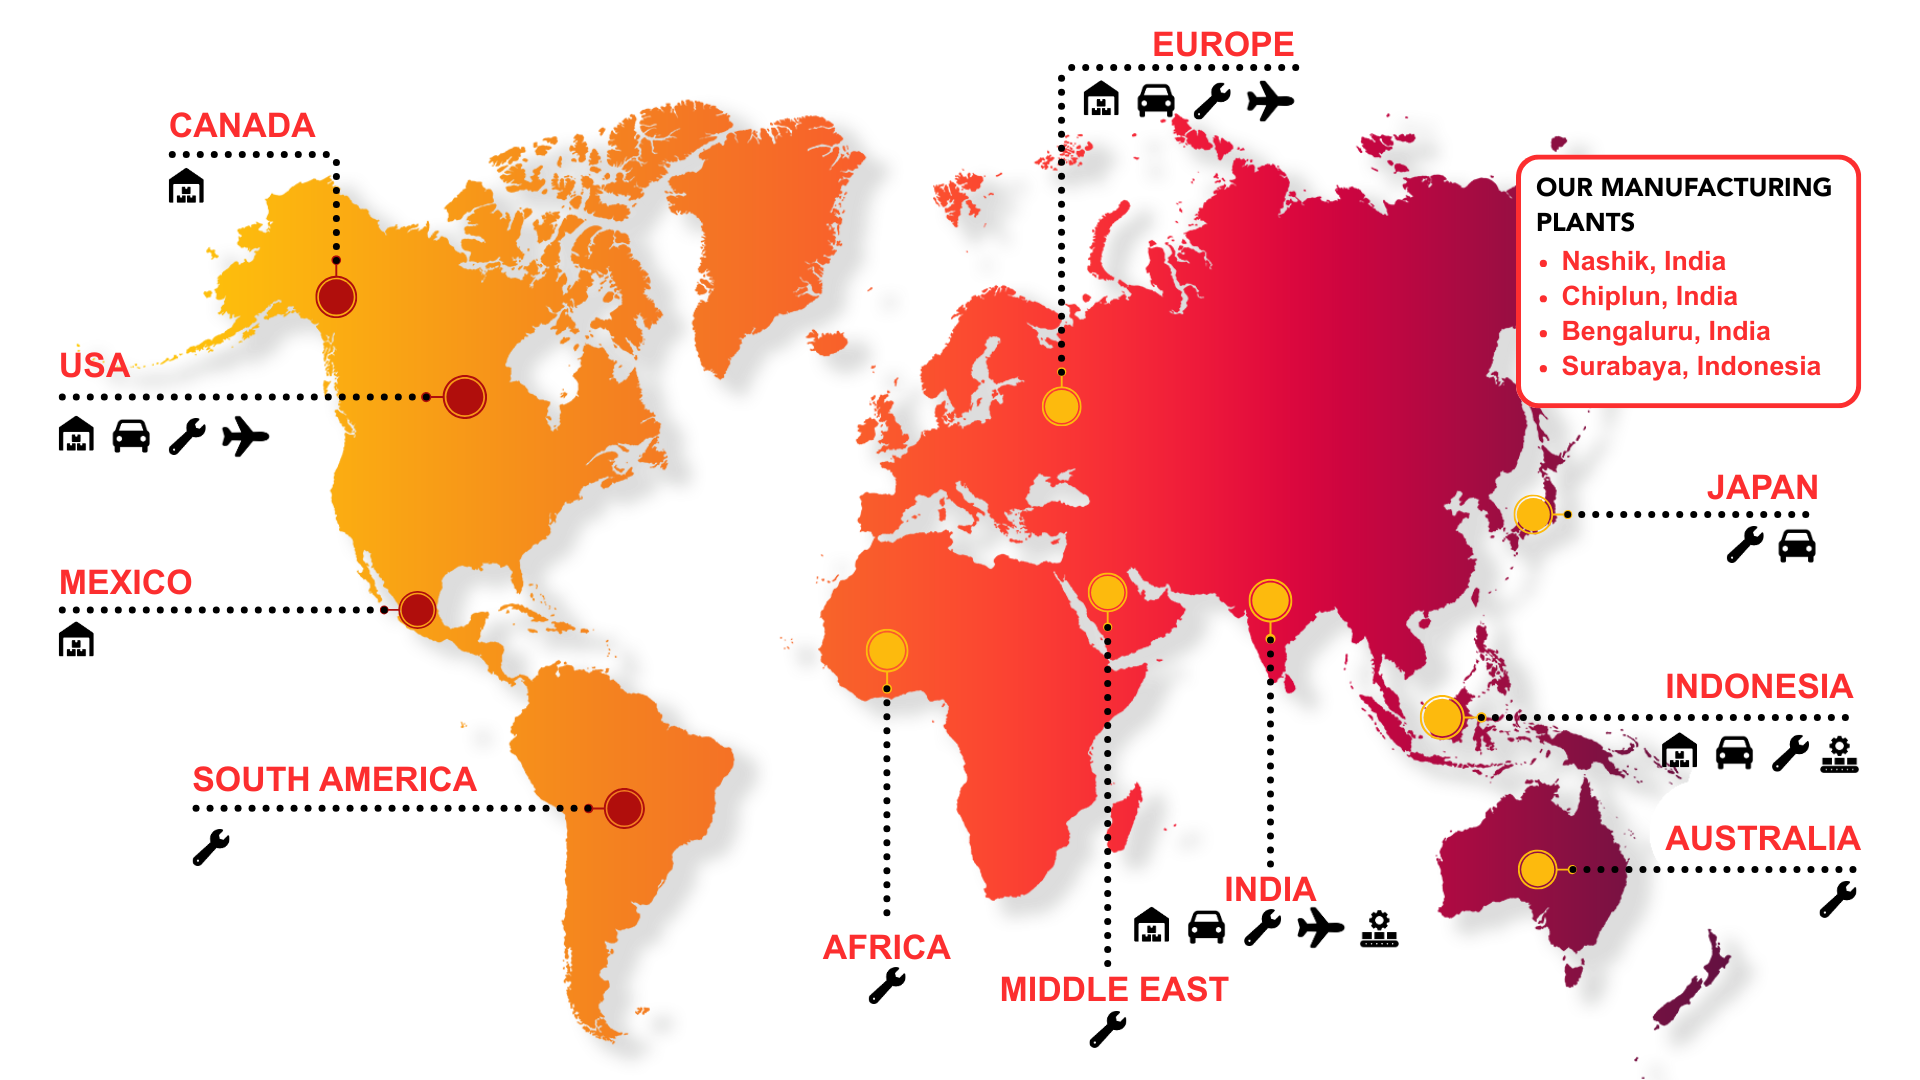 EUROPE
CANADA
OUR MANUFACTURING
PLANTS
• Nashik, India
• Chiplun, India
• Bengaluru, India
• Surabaya, Indonesia
USA
JAPAN
MEXICO
INDONESIA
SOUTH AMERICA
AUSTRALIA
INDIA
AFRICA
MIDDLE EAST